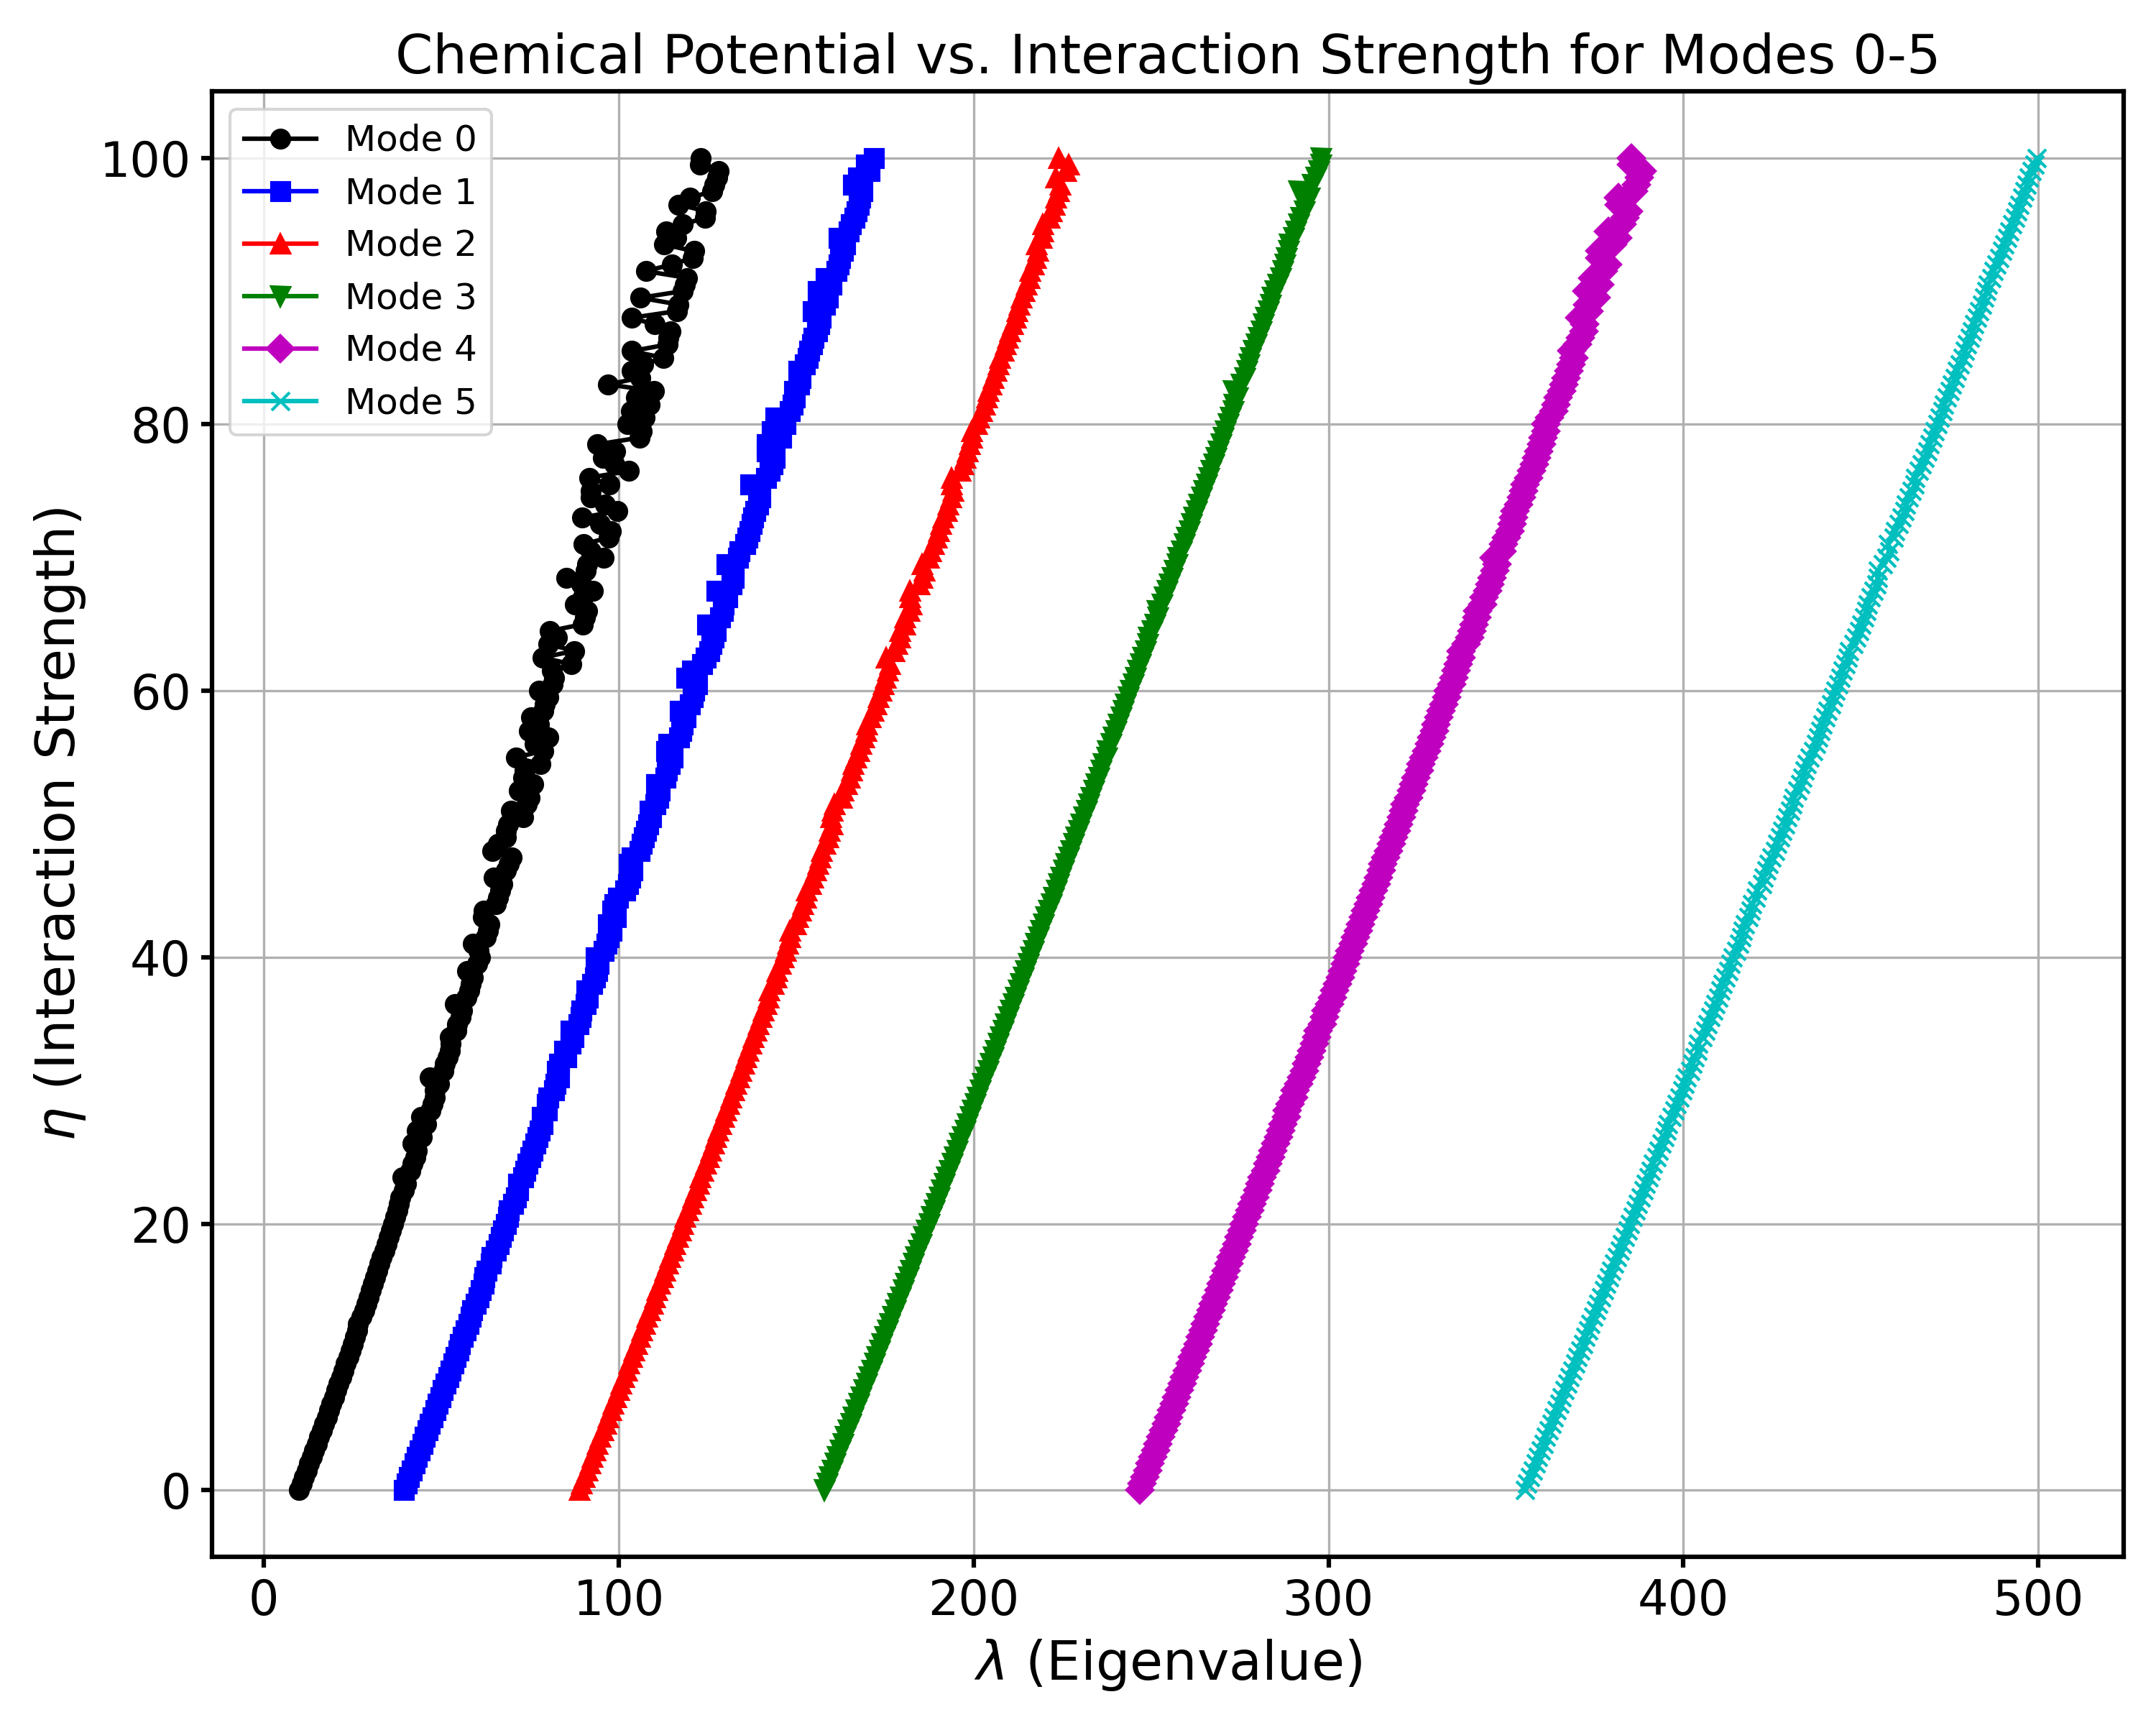 Chemical Potential vs. Interaction Strength for Modes 0-5
Mode 0
Mode 1
Mode 2
Mode 3
Mode 4
Mode 5
η (Interaction Strength)
100
80
60
40
20
0
0 100 200 300 400 500
λ (Eigenvalue)